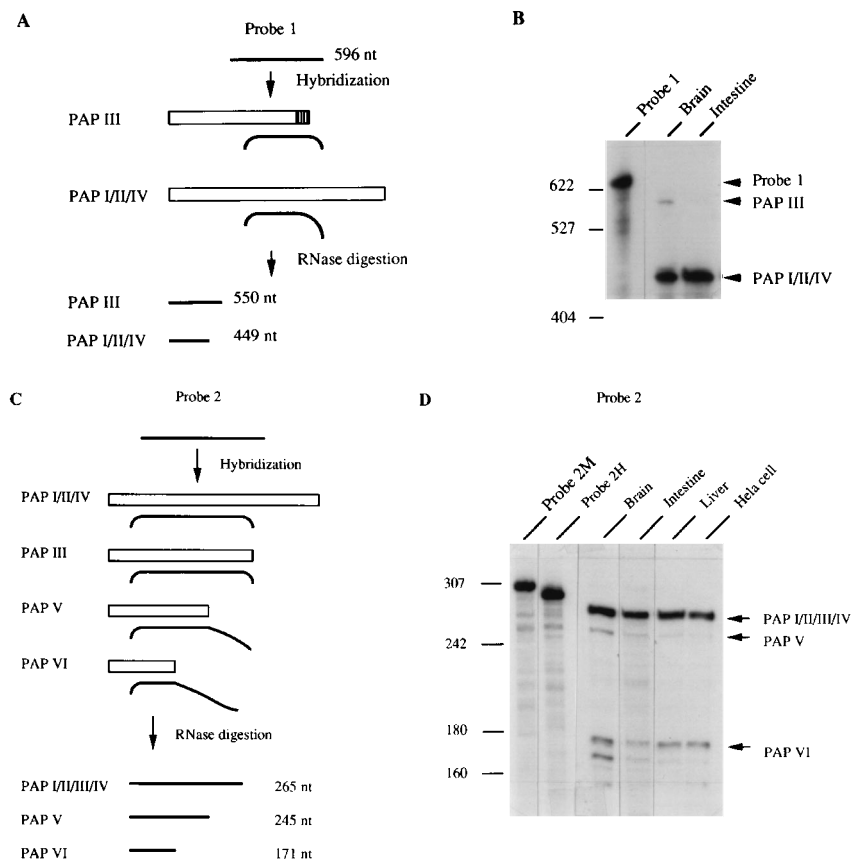 A
Probe 1
596 nt
Hybridization
PAP III
PAP I/II/IV
RNase digestion
PAP III 550 nt
PAP I/II/IV 449 nt
B
Probe 1
Brain
Intestine
622
527
404
Probe 1
PAP III
PAP I/II/IV
C
Probe 2
Hybridization
PAP I/II/IV
PAP III
PAP V
PAP VI
RNase digestion
PAP I/II/III/IV 265 nt
PAP V 245 nt
PAP VI 171 nt
D
Probe 2
Probe 2M
Probe 2H
Brain
Intestine
Liver
Hela cell
307
242
180
160
PAP I/II/III/IV
PAP V
PAP VI